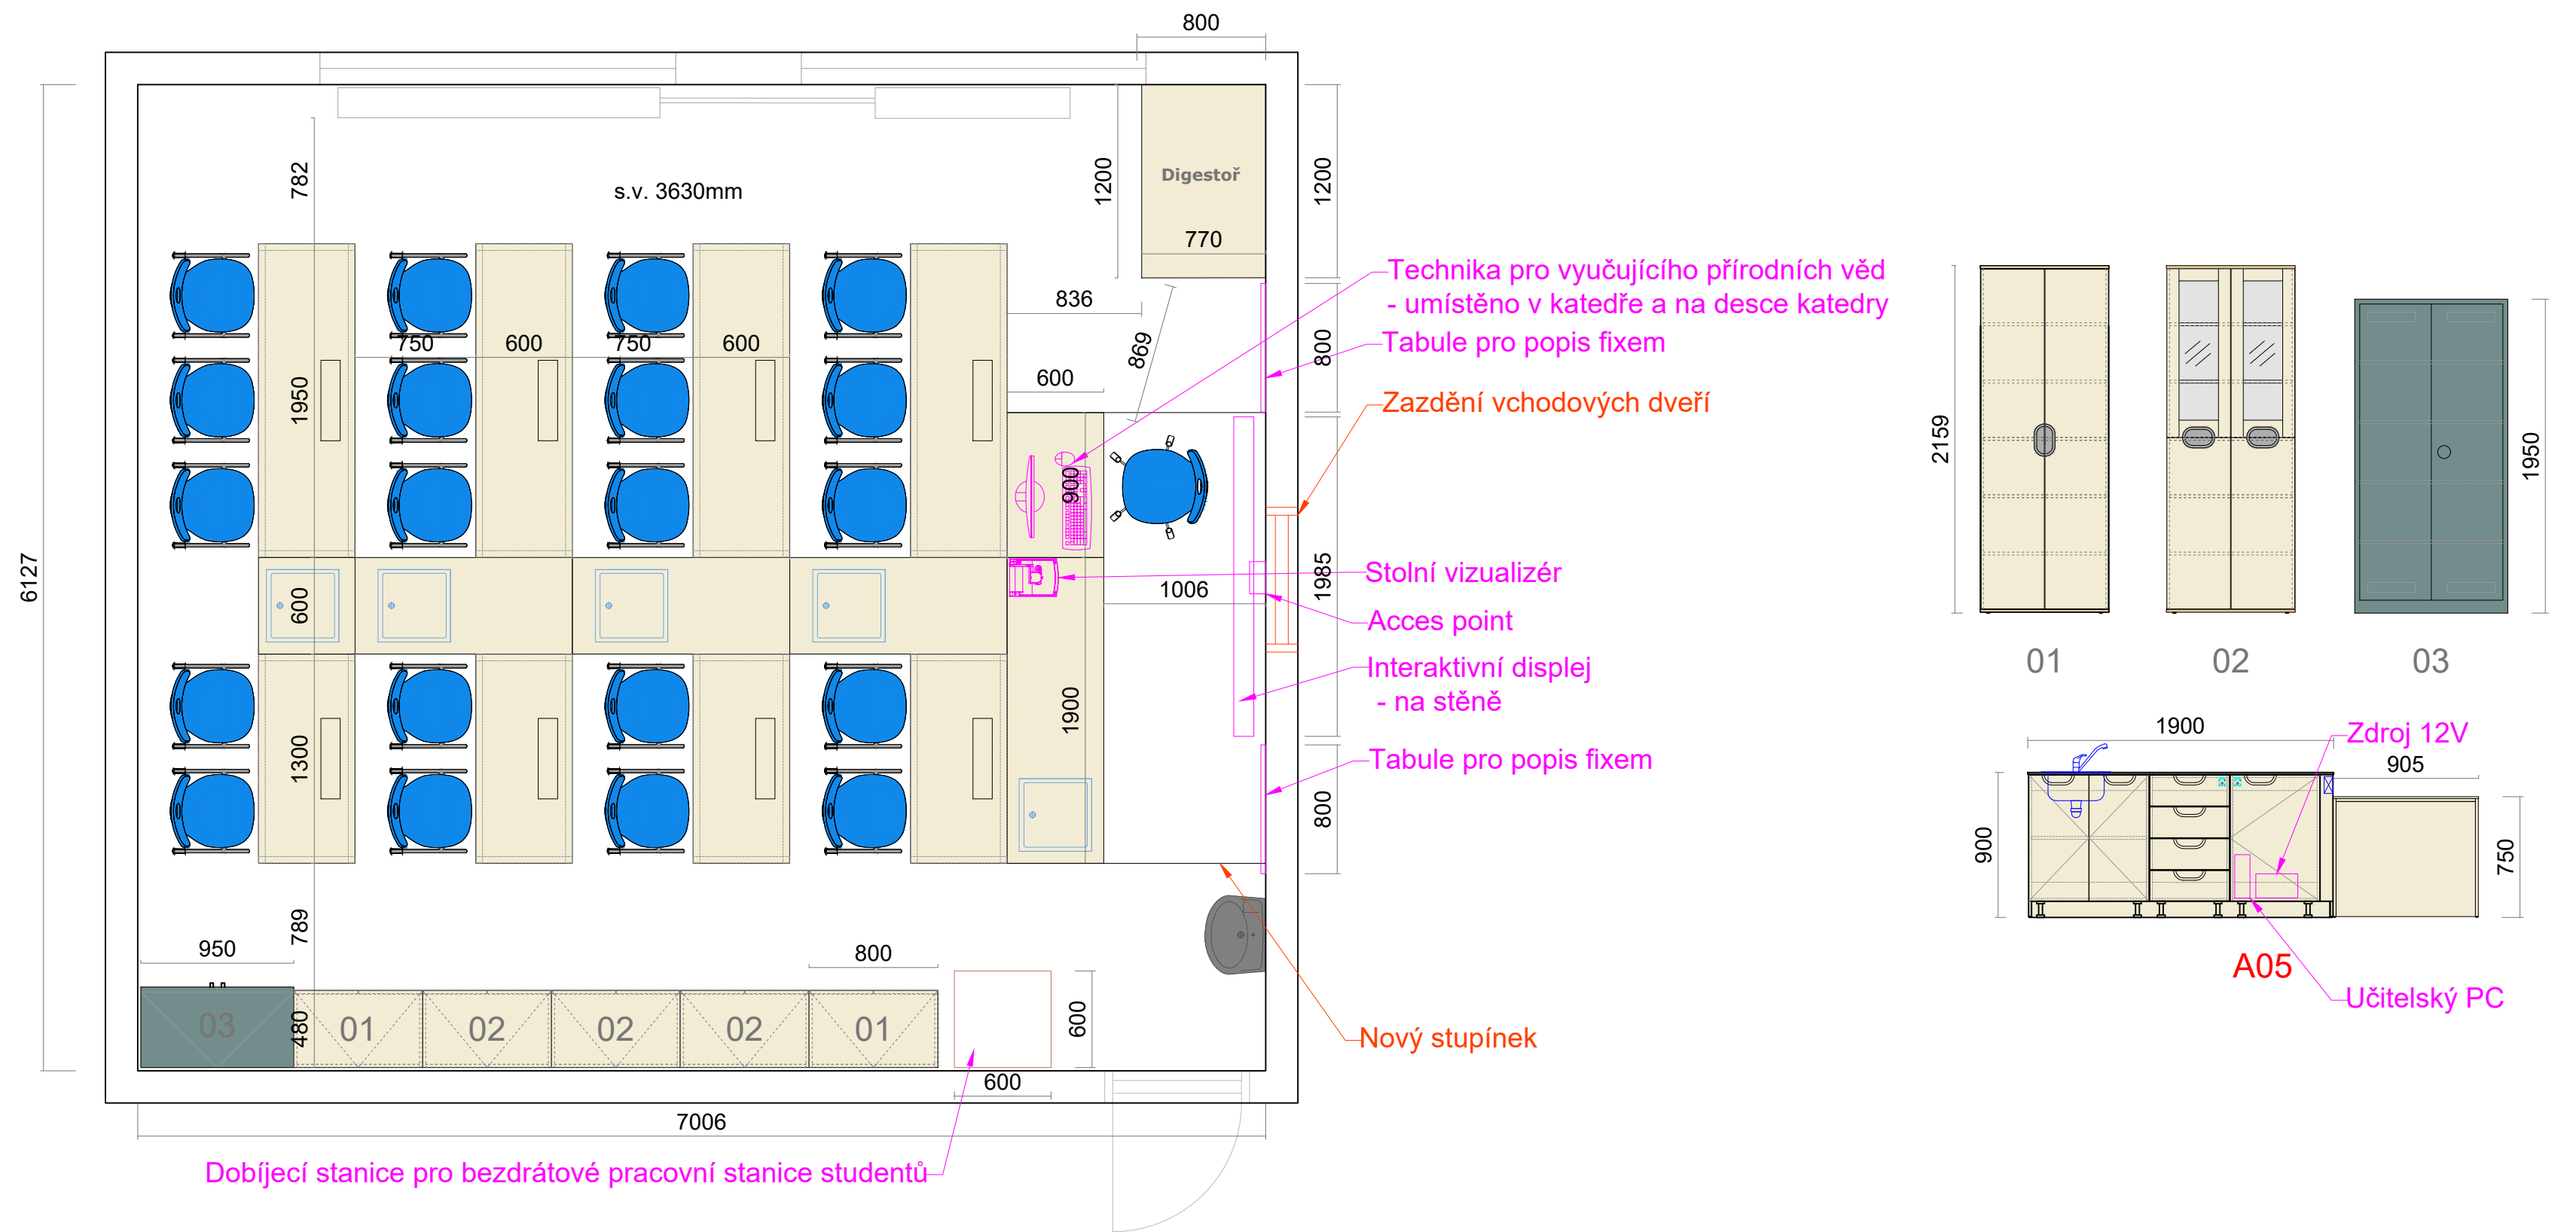 800
6127
782
s.v. 3630mm
1200
Digestoř
770
1200
836
869
600
800
750
600
750
600
1950
900
600
1006
1985
1300
1900
800
789
950
800
480
03
01
02
02
02
01
600
600
7006
Technika pro vyučujícího přírodních věd
- umístěno v katedře a na desce katedry
Tabule pro popis fixem
Zazdění vchodových dveří
Stolní vizualizér
Acces point
Interaktivní displej
- na stěně
Tabule pro popis fixem
Nový stupínek
Dobíjecí stanice pro bezdrátové pracovní stanice studentů
2159
1950
01
02
03
1900
Zdroj 12V
905
900
750
A05
Učitelský PC